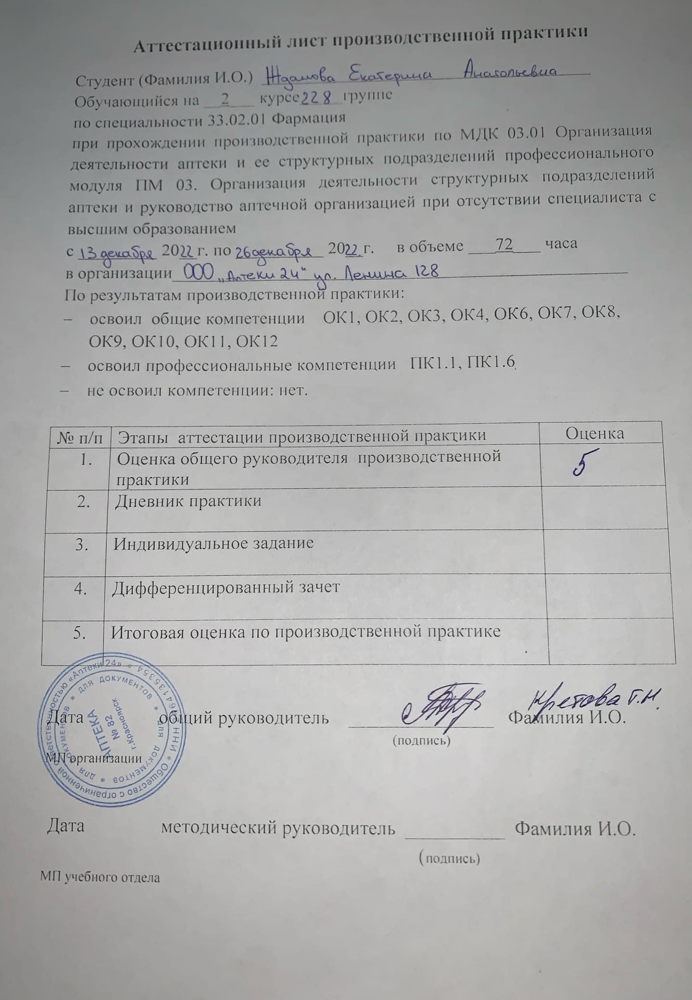 Аттестационный лист производственной практики
Студент (Фамилия И.О.) Жданова Екатерина Анатольевна
Обучающийся на 2 курсе 228 группе
по специальности 33.02.01 Фармация
при прохождении производственной практики по МДК 03.01 Организация
деятельности аптеки и ее структурных подразделений профессионального
модуля ПМ 03. Организация деятельности структурных подразделений
аптеки и руководство аптечной организацией при отсутствии специалиста с
высшим образованием
с 13 декабря 2022 г. по 26 декабря 2022 г. в объеме 72 часа
в организации ООО „Аптеки 24" ул. Ленина 128
По результатам производственной практики:
– освоил общие компетенции ОК1, ОК2, ОК3, ОК4, ОК6, ОК7, ОК8,
ОК9, ОК10, ОК11, ОК12
– освоил профессиональные компетенции ПК1.1, ПК1.6
– не освоил компетенции: нет.
№ п/п Этапы аттестации производственной практики Оценка
1. Оценка общего руководителя производственной 5
практики
2. Дневник практики
3. Индивидуальное задание
4. Дифференцированный зачет
5. Итоговая оценка по производственной практике
Кретова Т.Н.
Дата общий руководитель Фамилия И.О.
(подпись)
МП организации
Общество с ограниченной ответственностью «Аптеки 24» *
* ДЛЯ ДОКУМЕНТОВ * ДЛЯ ДОКУМЕНТОВ * ДЛЯ ДОКУМЕНТОВ
АПТЕКА
№ 82
г.Красноярск
Дата методический руководитель Фамилия И.О.
(подпись)
МП учебного отдела